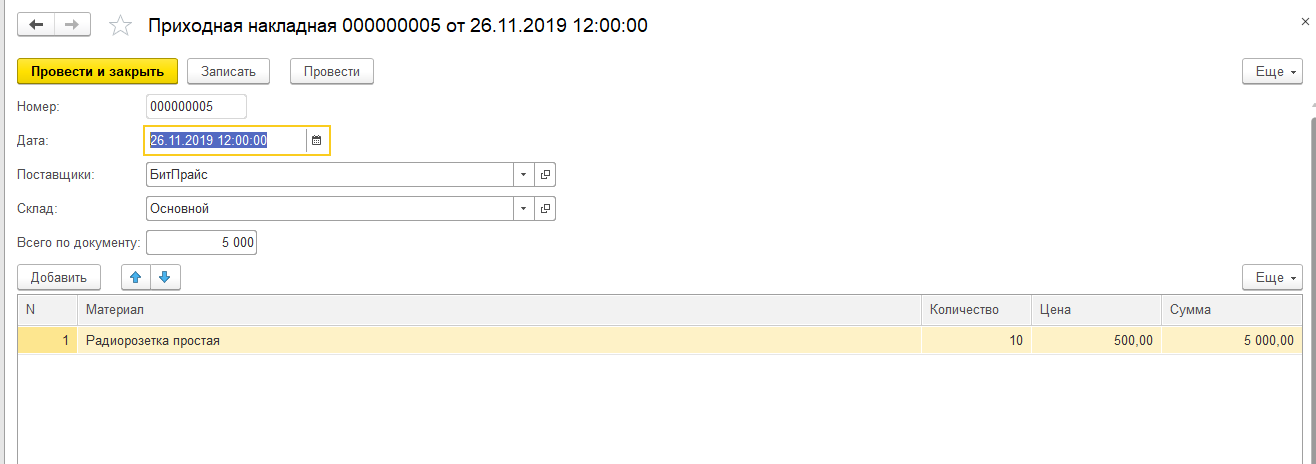 Приходная накладная 000000005 от 26.11.2019 12:00:00
Провести и закрыть Записать Провести Еще
Номер: 000000005
Дата: 26.11.2019 12:00:00
Поставщики: БитПрайс
Склад: Основной
Всего по документу: 5 000
Добавить Еще
N Материал Количество Цена Сумма
1 Радиорозетка простая 10 500,00 5 000,00